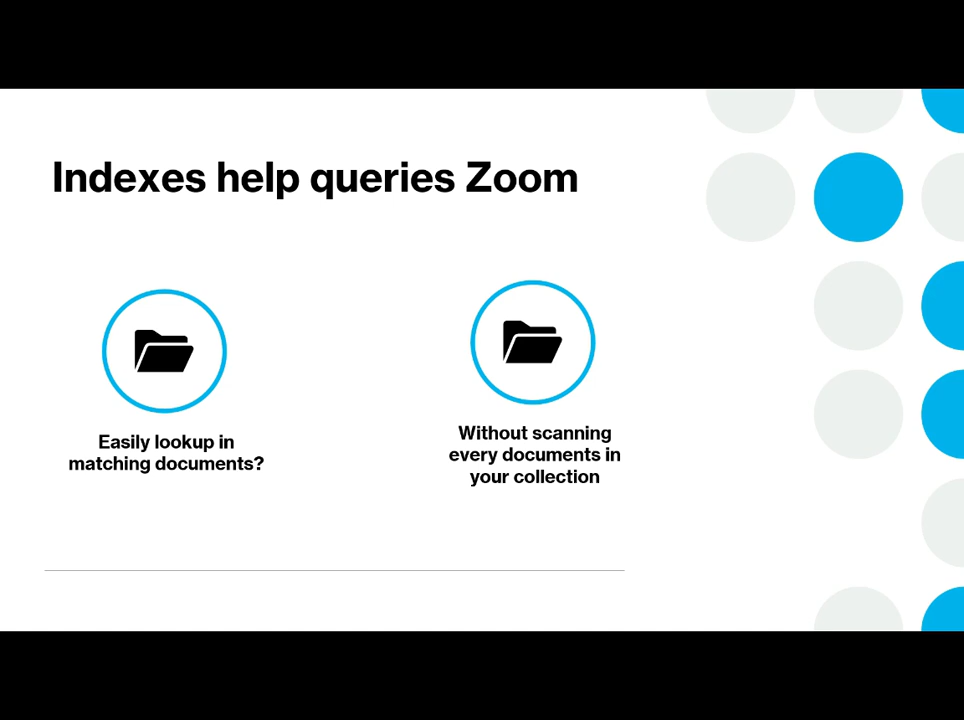 Indexes help queries Zoom
Easily lookup in
matching documents?
Without scanning
every documents in
your collection